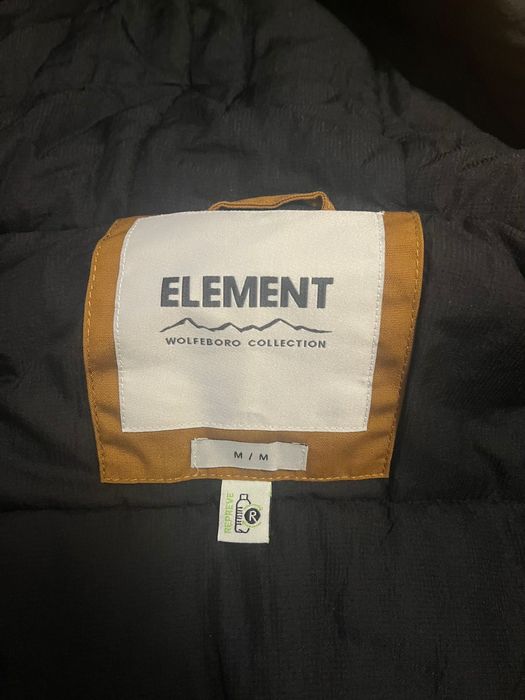 ELEMENT
WOLFEBORO COLLECTION
M / M
REPREVE
R